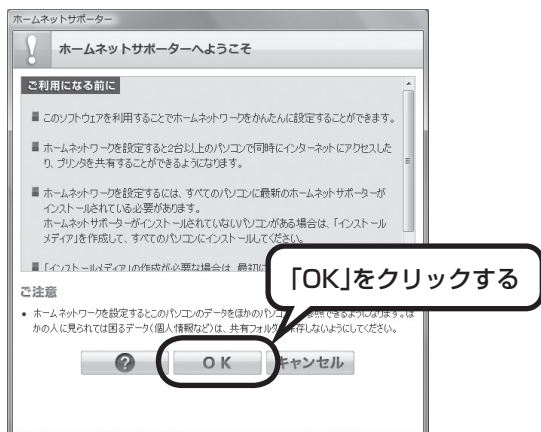 ホームネットサポーター
ホームネットサポーターへようこそ
ご利用になる前に
■ このソフトウェアを利用することでホームネットワークをかんたんに設定することができます。
■ ホームネットワークを設定すると2台以上のパソコンで同時にインターネットにアクセスした
り、プリンタを共有することができるようになります。
■ ホームネットワークを設定するには、すべてのパソコンに最新のホームネットサポーターが
インストールされている必要があります。
ホームネットサポーターがインストールされていないパソコンがある場合は、「インストール
メディア」を作成して、すべてのパソコンにインストールしてください。
■ 「インストールメディア」の作成が必要な場合は、最初に
「OK」をクリックする
ご注意
• ホームネットワークを設定するとこのパソコンのデータをほかのパソコン
できるようになります。ほ
かの人に見られては困るデータ(個人情報など)は、共有フォルダ
保存しないようにしてください。
?
OK
キャンセル